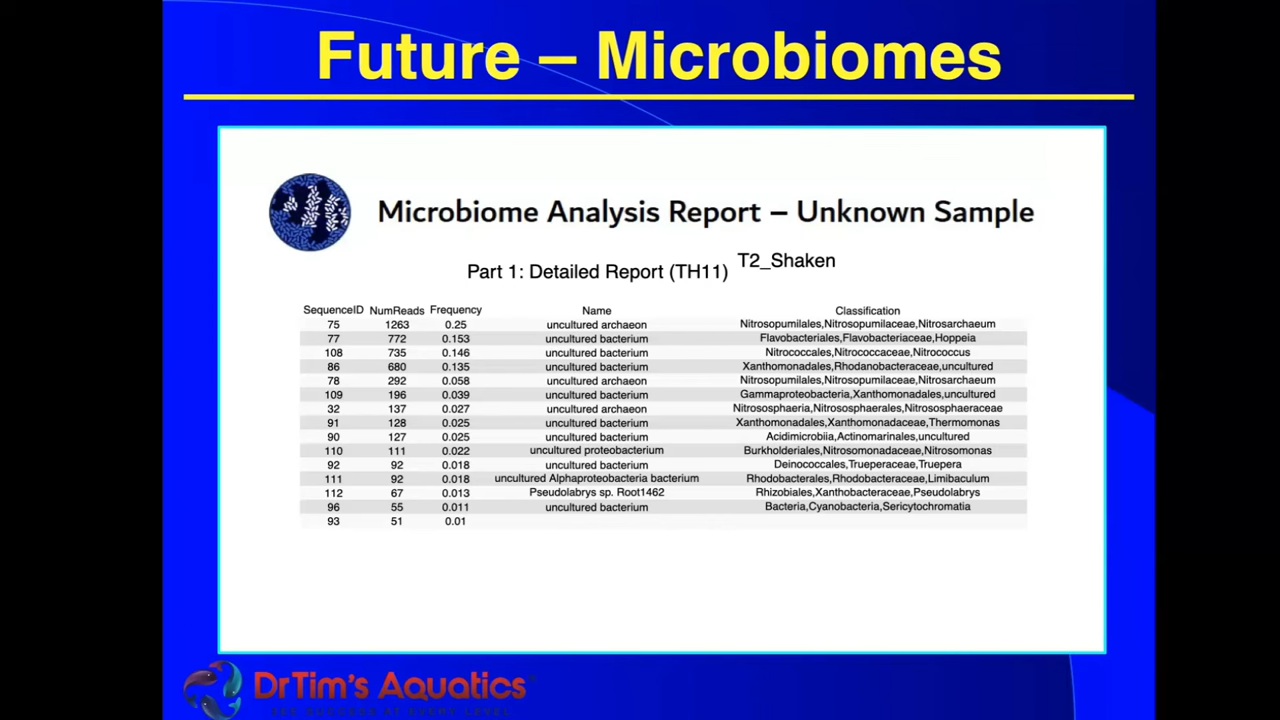 Future – Microbiomes
Microbiome Analysis Report – Unknown Sample
Part 1: Detailed Report (TH11) T2_Shaken
SequenceID NumReads Frequency Name Classification
75 1263 0.25 uncultured archaeon Nitrosopumilales,Nitrosopumilaceae,Nitrosarchaeum
77 772 0.153 uncultured bacterium Flavobacteriales,Flavobacteriaceae,Hoppeia
108 735 0.146 uncultured bacterium Nitrococcales,Nitrococcaceae,Nitrococcus
86 680 0.135 uncultured bacterium Xanthomonadales,Rhodanobacteraceae,uncultured
78 292 0.058 uncultured archaeon Nitrosopumilales,Nitrosopumilaceae,Nitrosarchaeum
109 196 0.039 uncultured bacterium Gammaproteobacteria,Xanthomonadales,uncultured
32 137 0.027 uncultured archaeon Nitrososphaeria,Nitrososphaerales,Nitrososphaeraceae
91 128 0.025 uncultured bacterium Xanthomonadales,Xanthomonadaceae,Thermomonas
90 127 0.025 uncultured bacterium Acidimicrobiia,Actinomarinales,uncultured
110 111 0.022 uncultured proteobacterium Burkholderiales,Nitrosomonadaceae,Nitrosomonas
92 92 0.018 uncultured bacterium Deinococcales,Trueperaceae,Truepera
111 92 0.018 uncultured Alphaproteobacteria bacterium Rhodobacterales,Rhodobacteraceae,Limibaculum
112 67 0.013 Pseudolabrys sp. Root1462 Rhizobiales,Xanthobacteraceae,Pseudolabrys
96 55 0.011 uncultured bacterium Bacteria,Cyanobacteria,Sericytochromatia
93 51 0.01
DrTim's Aquatics